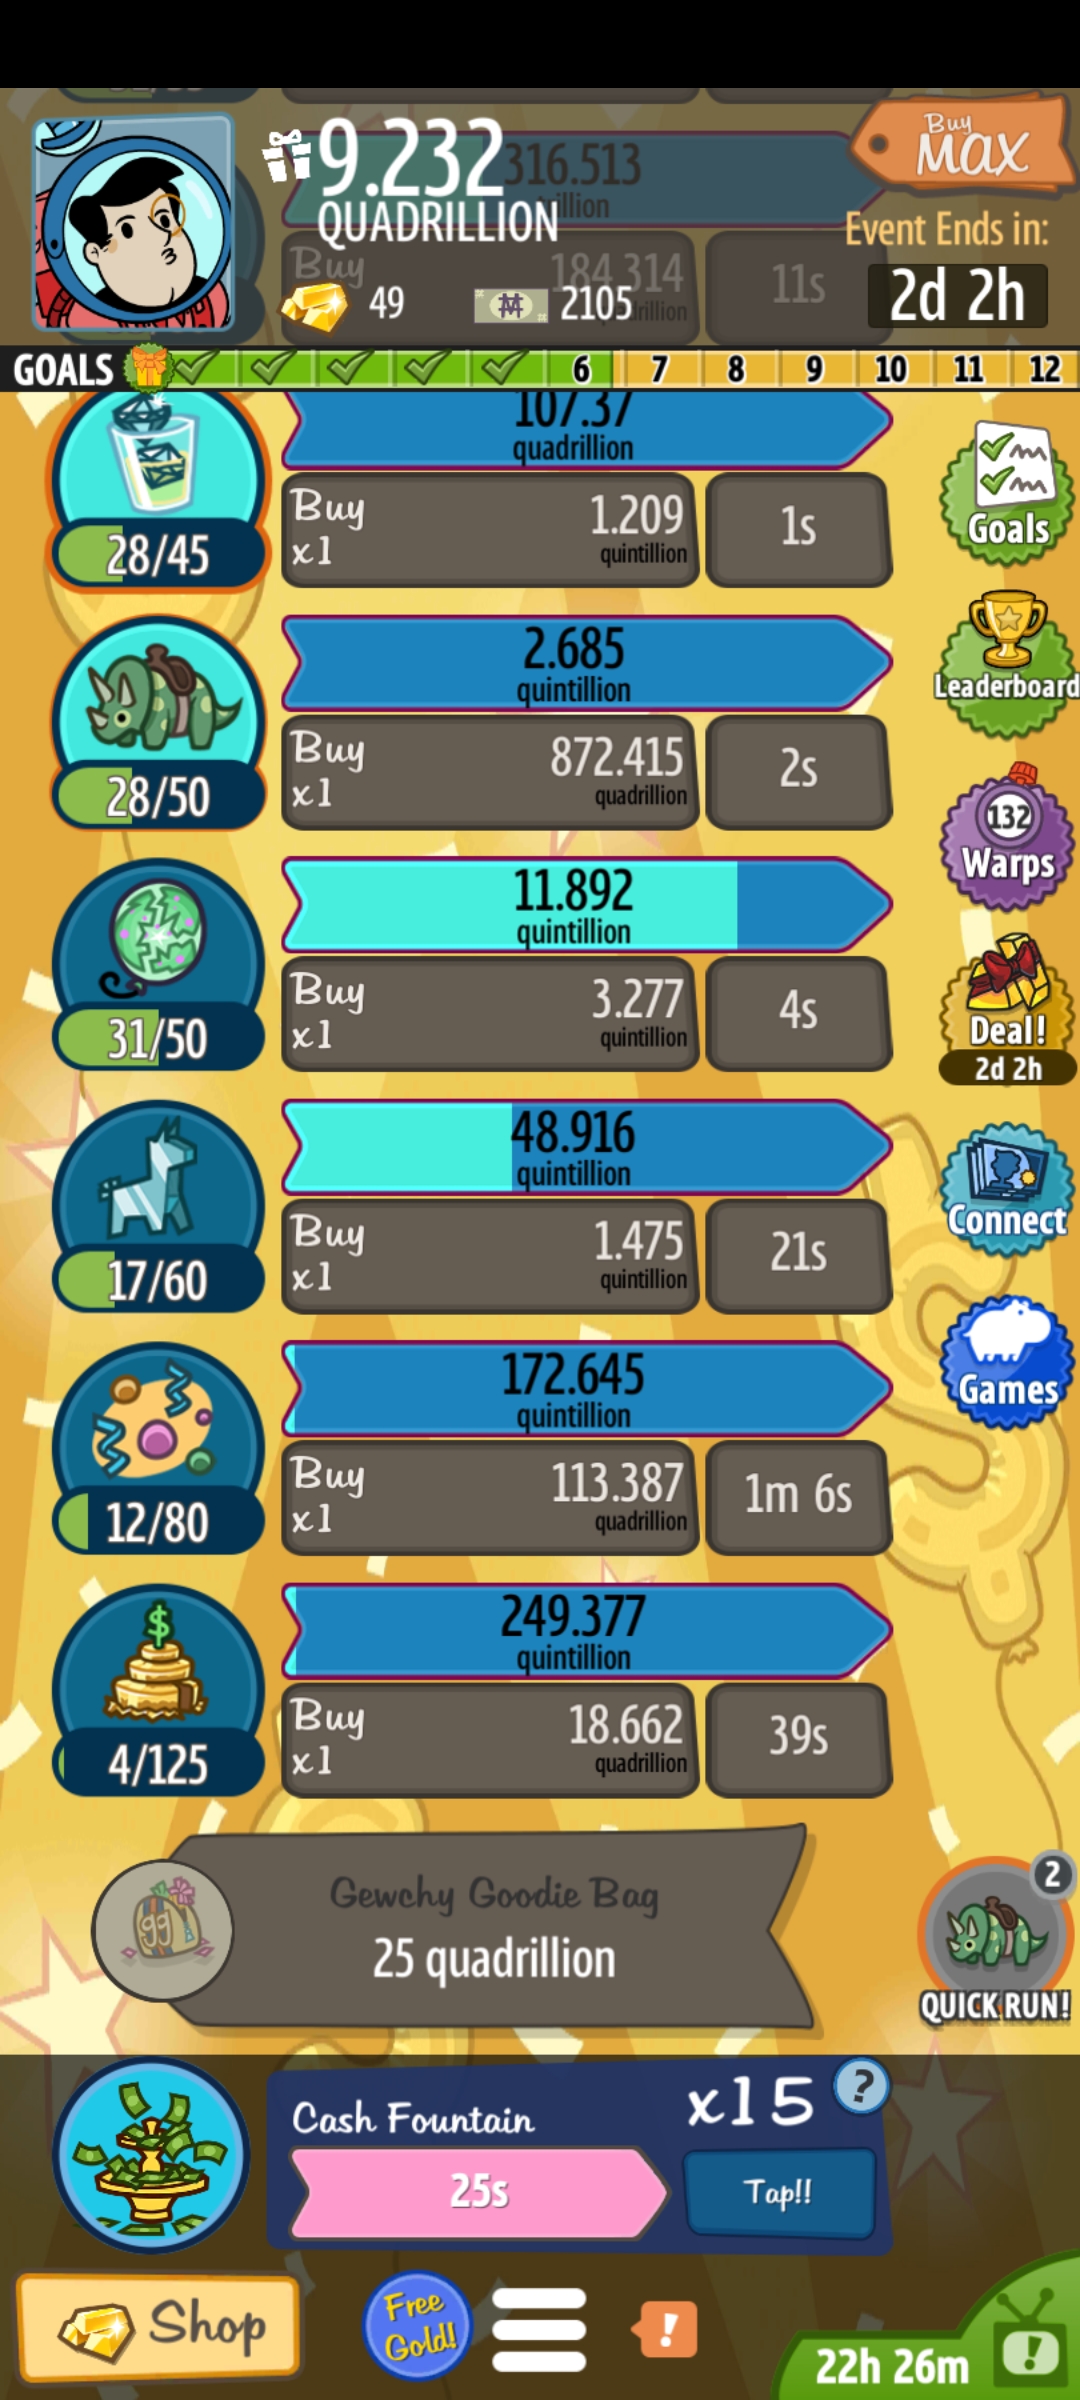 9.232
QUADRILLION
316.513
Buy
MAX
Event Ends in:
2d 2h
Buy
184.314
11s
49
2105
GOALS
6
7
8
9
10
11
12
107.37
quadrillion
Buy
x1
1.209
quintillion
1s
28/45
Goals
2.685
quintillion
Buy
x1
872.415
quadrillion
2s
28/50
Leaderboard
11.892
quintillion
Buy
x1
3.277
quintillion
4s
31/50
132
Warps
Deal!
2d 2h
48.916
quintillion
Buy
x1
1.475
quintillion
21s
17/60
Connect
172.645
quintillion
Buy
x1
113.387
quadrillion
1m 6s
12/80
Games
249.377
quintillion
Buy
x1
18.662
quadrillion
39s
$
4/125
Gewchy Goodie Bag
25 quadrillion
gg
2
QUICK RUN!
Cash Fountain
x15
?
25s
Tap!!
Shop
Free
Gold!
!
22h 26m
!